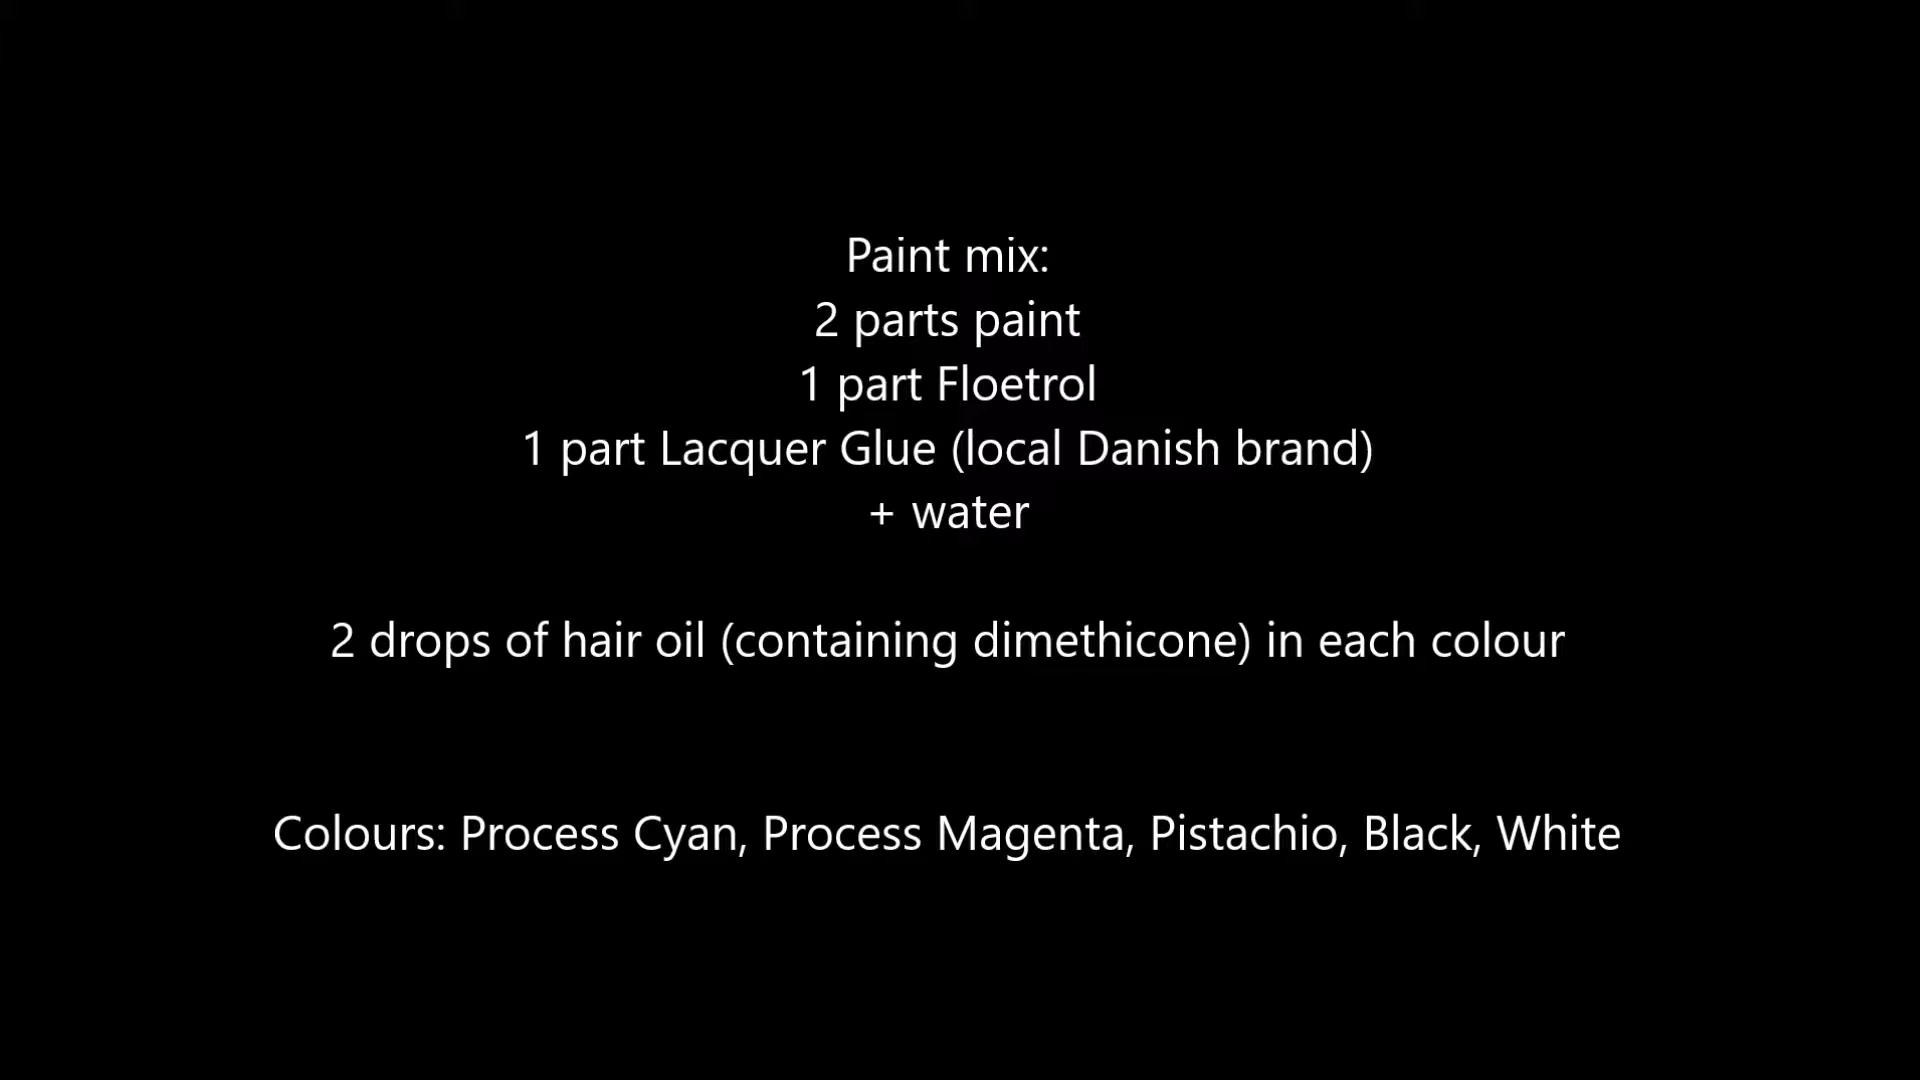 Paint mix:
2 parts paint
1 part Floetrol
1 part Lacquer Glue (local Danish brand)
+ water
2 drops of hair oil (containing dimethicone) in each colour
Colours: Process Cyan, Process Magenta, Pistachio, Black, White